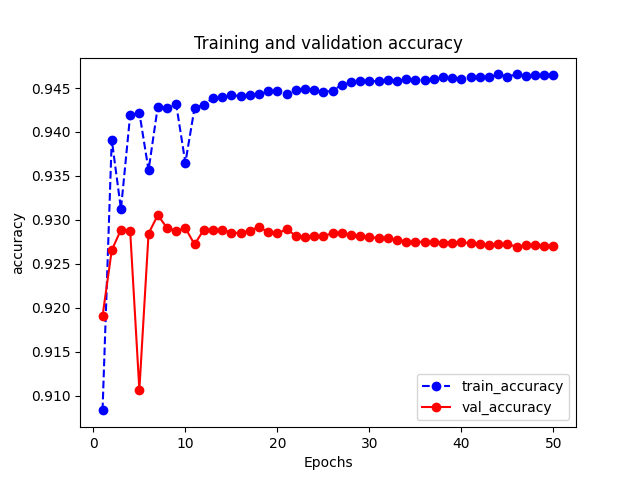 Training and validation accuracy
0.945
0.940
0.935
0.930
0.925
0.920
0.915
0.910
accuracy
train_accuracy
val_accuracy
0 10 20 30 40 50
Epochs